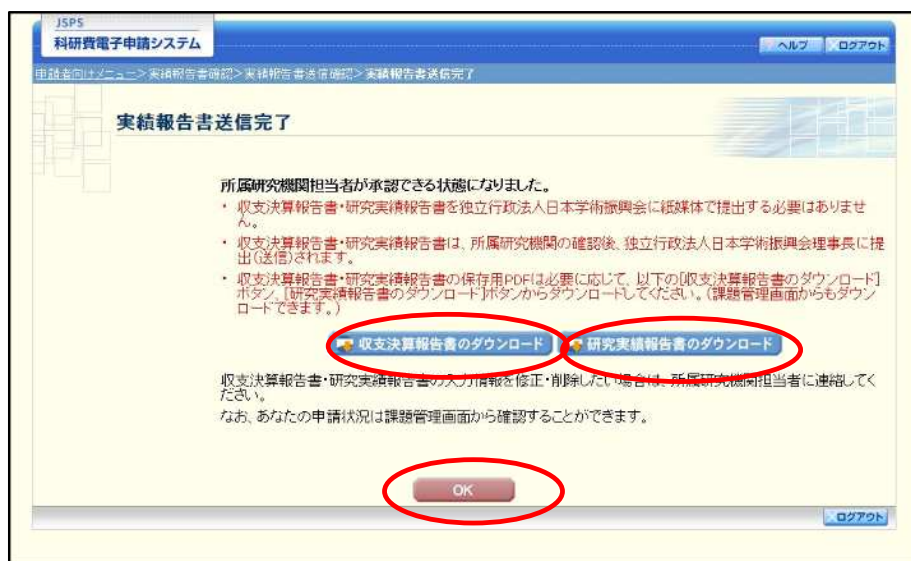 JSPS
科研費電子申請システム
ヘルプ
ログアウト
申請者向けメニュー>実績報告書確認>実績報告書送信確認>実績報告書送信完了
実績報告書送信完了
所属研究機関担当者が承認できる状態になりました。
・ 収支決算報告書・研究実績報告書を独立行政法人日本学術振興会に紙媒体で提出する必要はありませ
ん。
・ 収支決算報告書・研究実績報告書は、所属研究機関の確認後、独立行政法人日本学術振興会理事長に提
出(送信)されます。
・ 収支決算報告書・研究実績報告書の保存用PDFは必要に応じて、以下の[収支決算報告書のダウンロード]
ボタン、[研究実績報告書のダウンロード]ボタンからダウンロードしてください。(課題管理画面からもダウン
ロードできます。)
収支決算報告書のダウンロード
研究実績報告書のダウンロード
収支決算報告書・研究実績報告書の入力情報を修正・削除したい場合は、所属研究機関担当者に連絡してく
ださい。
なお、あなたの申請状況は課題管理画面から確認することができます。
OK
ログアウト